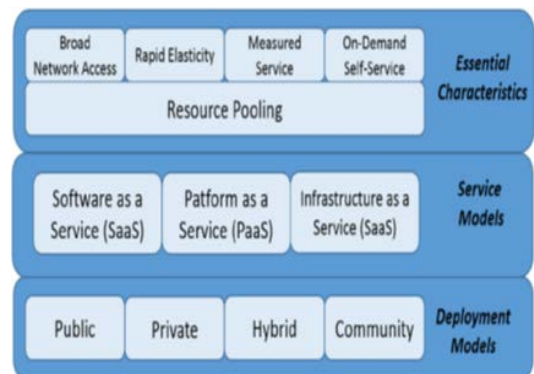 Broad
Network Access
Rapid Elasticity
Measured
Service
On-Demand
Self-Service
Resource Pooling
Essential
Characteristics
Software as a
Service (SaaS)
Patform as a
Service (PaaS)
Infrastructure as a
Service (SaaS)
Service
Models
Public
Private
Hybrid
Community
Deployment
Models